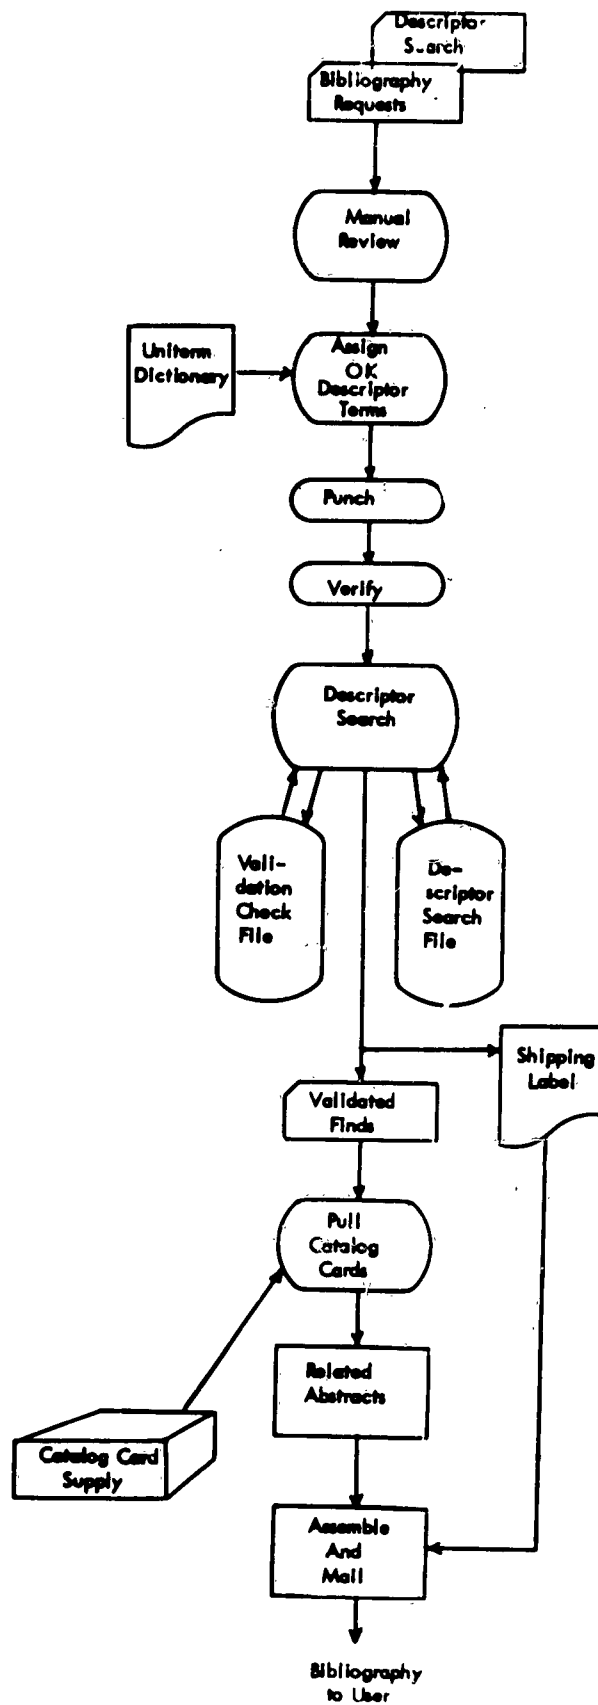 Descriptor
Search
Bibliography
Requests
Manual
Review
Uniterm
Dictionary
Assign
OK
Descriptor
Terms
Punch
Verify
Descriptor
Search
Vali-
dation
Check
File
De-
scriptor
Search
File
Shipping
Label
Validated
Finds
Pull
Catalog
Cards
Related
Abstracts
Catalog Card
Supply
Assemble
And
Mail
Bibliography
to User